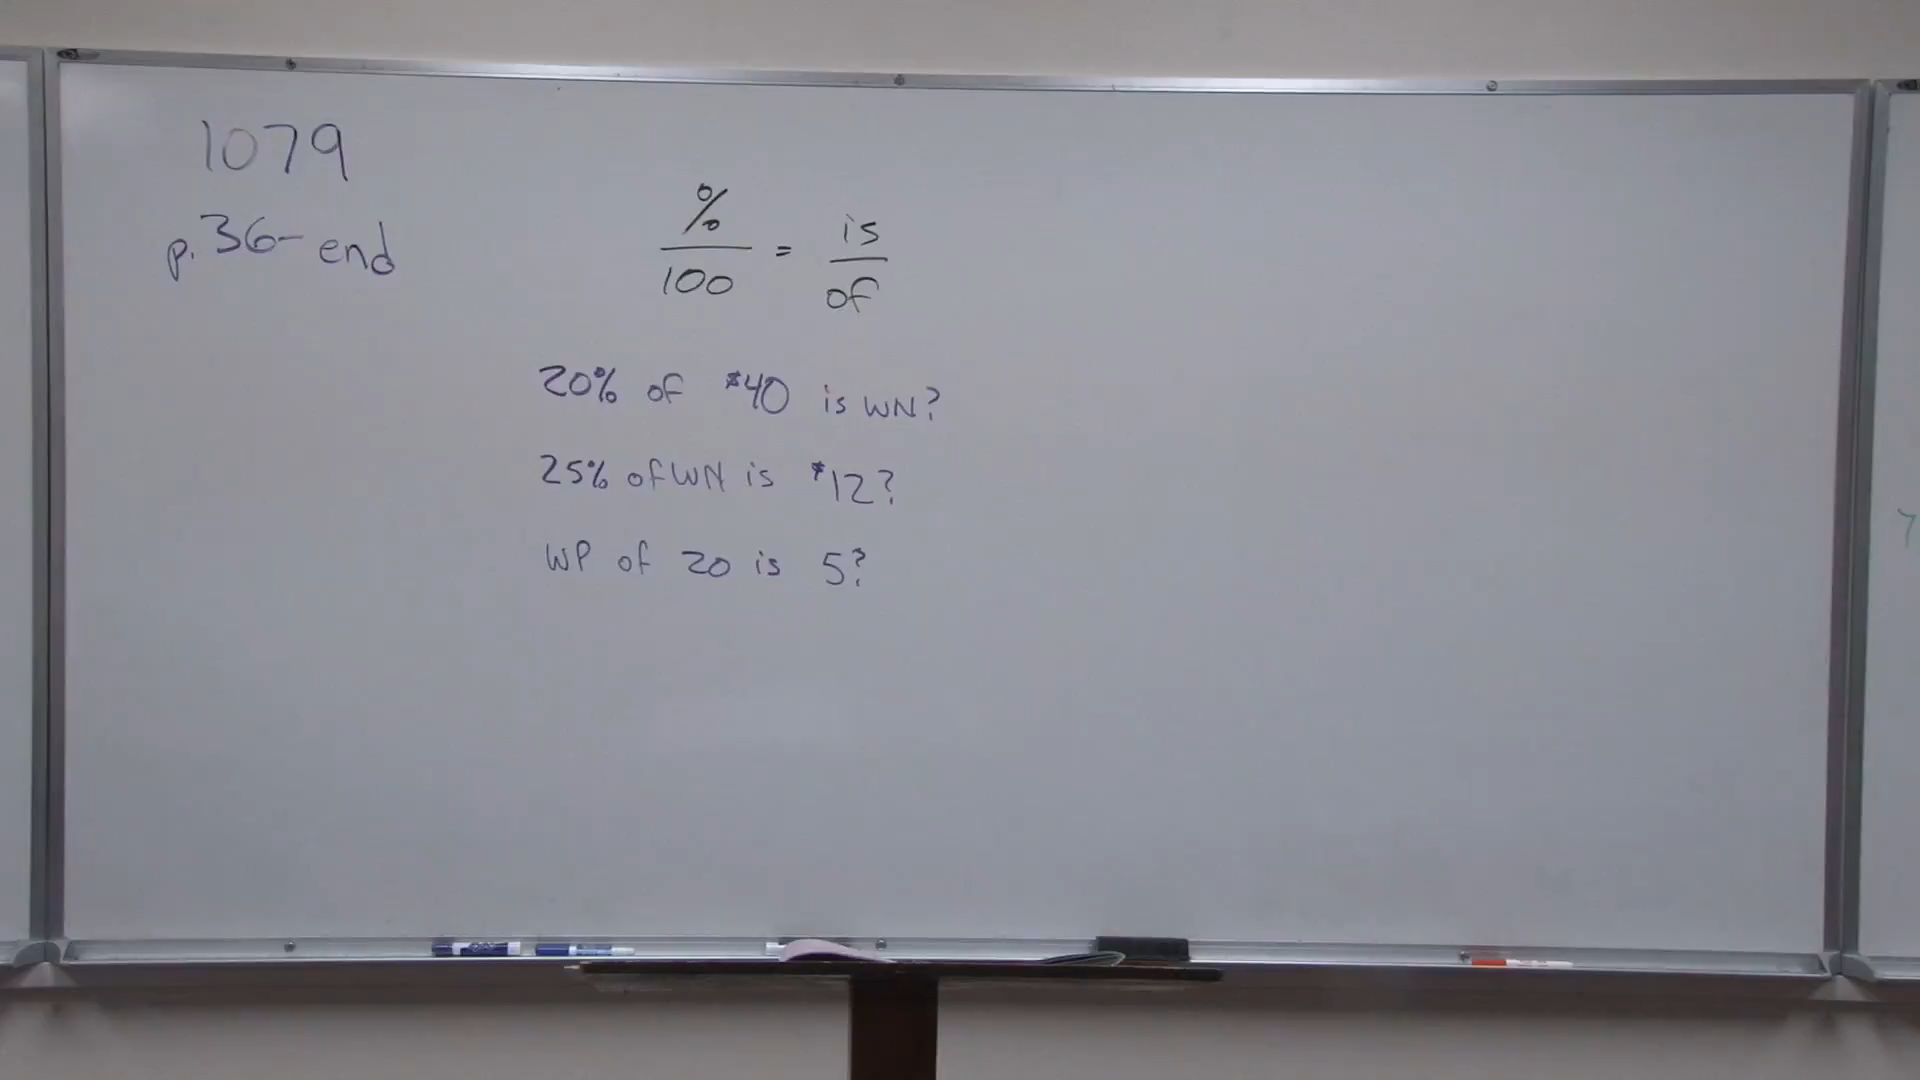 1079
p. 36- end
%/100 = is/of
20% of $40 is WN?
25% of WN is $12?
WP of 20 is 5?